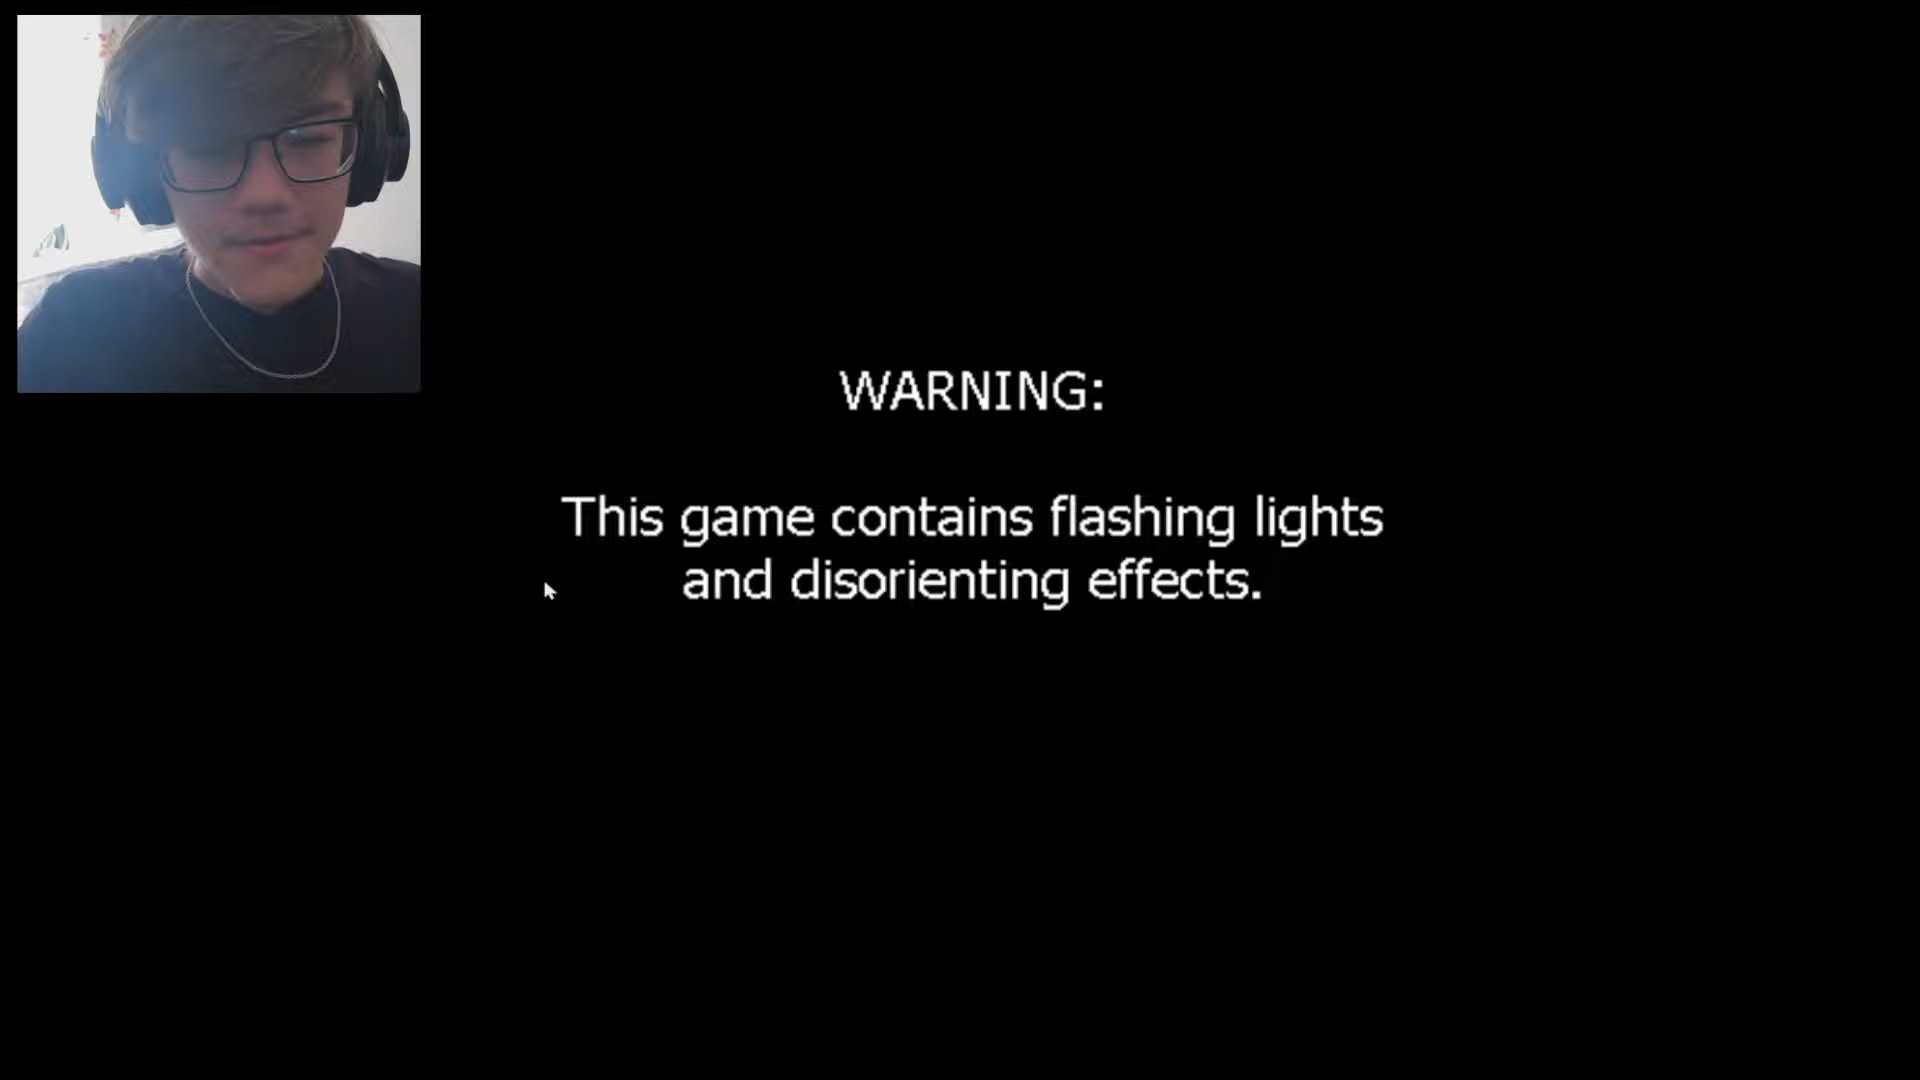 WARNING:
This game contains flashing lights
and disorienting effects.